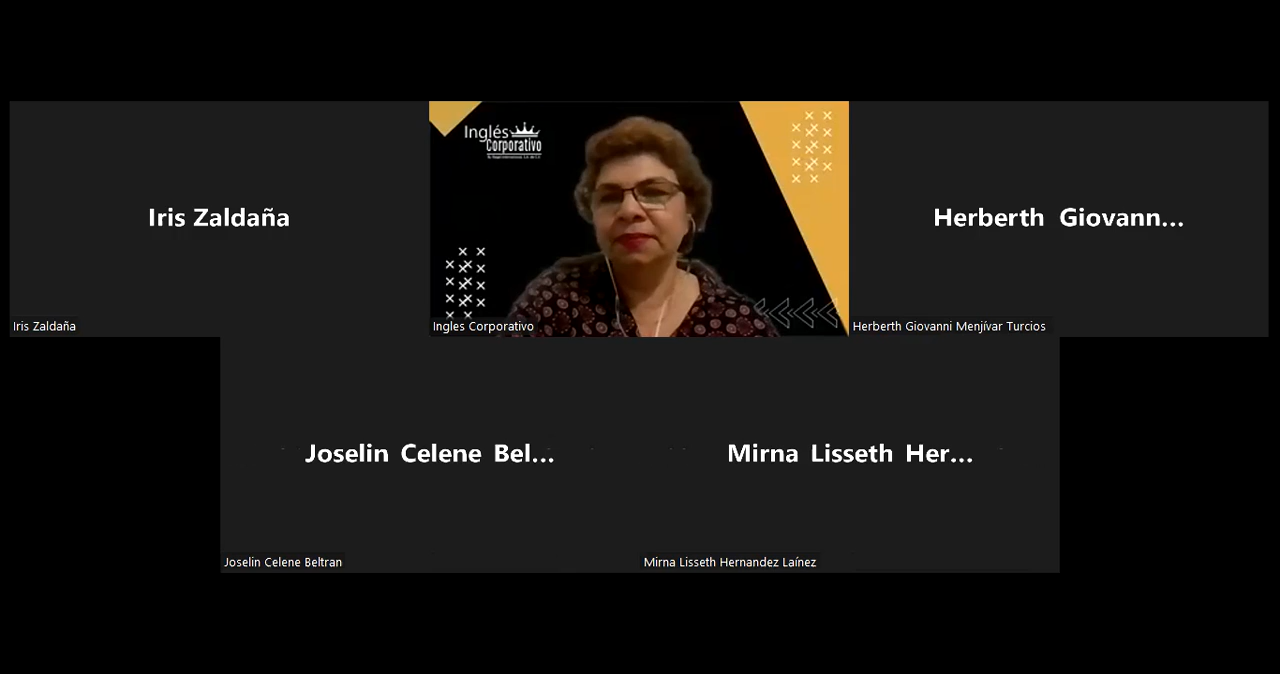 Inglés
Corporativo
Iris Zaldaña
Herberth Giovann...
Iris Zaldaña
Ingles Corporativo
Herberth Giovanni Menjívar Turcios
Joselin Celene Bel...
Mirna Lisseth Her...
Joselin Celene Beltran
Mirna Lisseth Hernandez Laínez